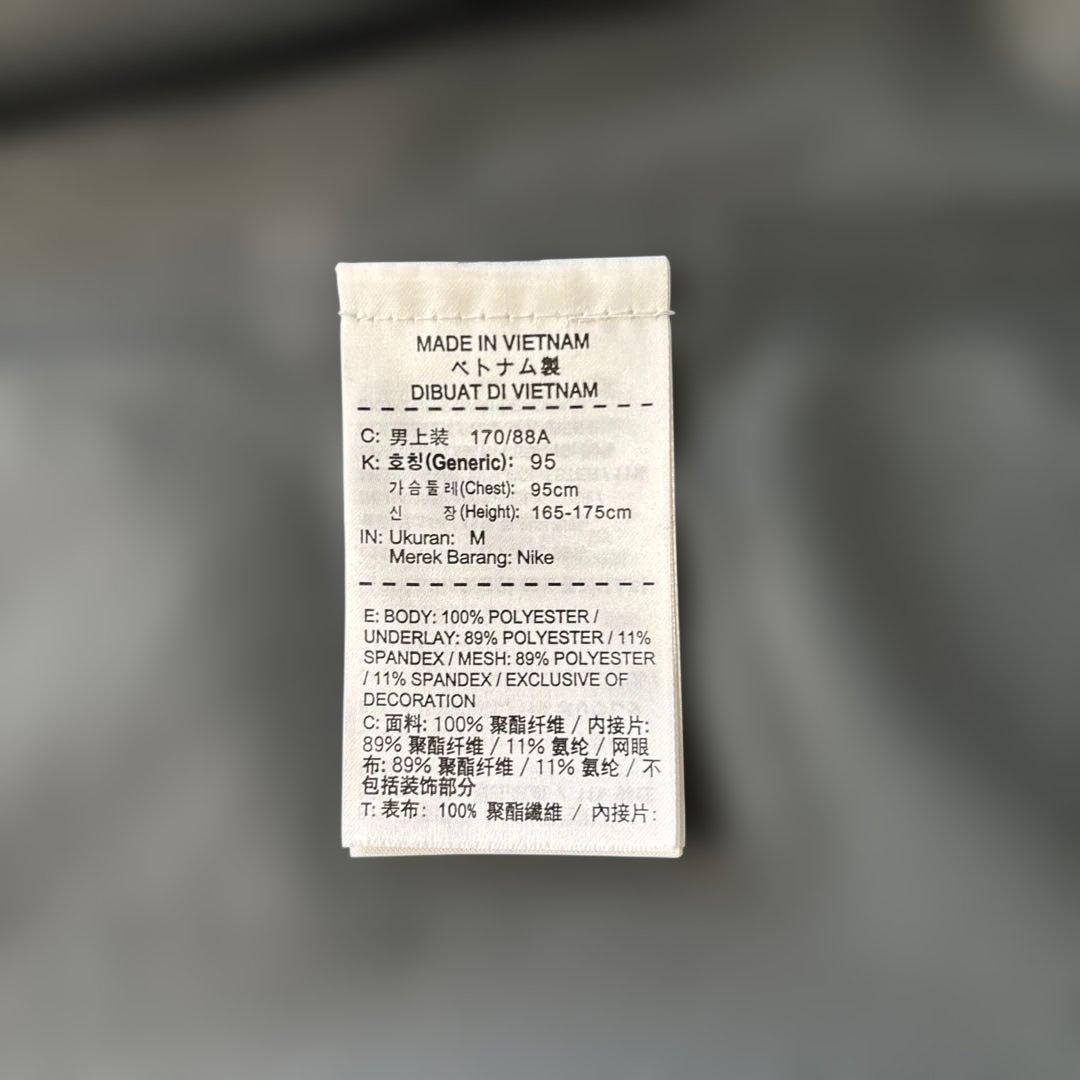 MADE IN VIETNAM
ベトナム製
DIBUAT DI VIETNAM
C: 男上装 170/88A
K: 호칭(Generic): 95
가슴둘레(Chest): 95cm
신 장(Height): 165-175cm
IN: Ukuran: M
Merek Barang: Nike
E: BODY: 100% POLYESTER /
UNDERLAY: 89% POLYESTER / 11%
SPANDEX / MESH: 89% POLYESTER
/ 11% SPANDEX / EXCLUSIVE OF
DECORATION
C: 面料: 100% 聚酯纤维 / 内接片:
89% 聚酯纤维 / 11% 氨纶 / 网眼
布: 89% 聚酯纤维 / 11% 氨纶 / 不
包括装饰部分
T: 表布: 100% 聚酯纖維 / 內接片: